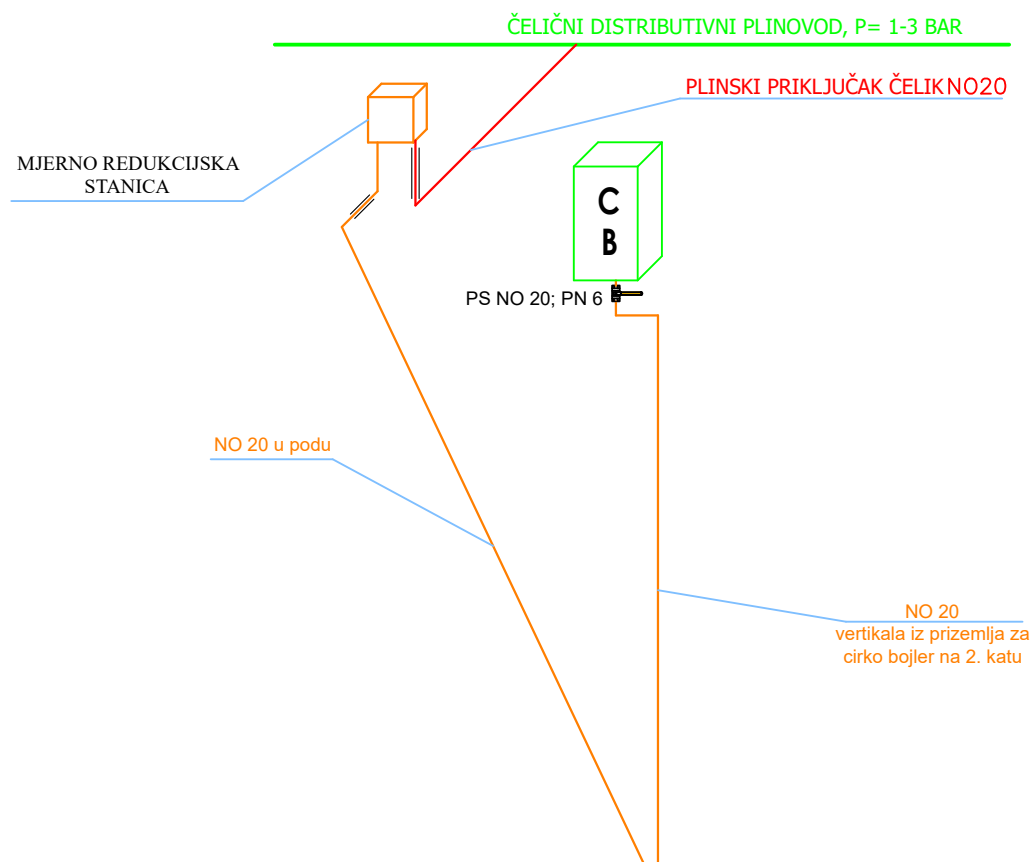 ČELIČNI DISTRIBUTIVNI PLINOVOD, P= 1-3 BAR
PLINSKI PRIKLJUČAK ČELIK NO20
MJERNO REDUKCIJSKA
STANICA
C
B
PS NO 20; PN 6
NO 20 u podu
NO 20
vertikala iz prizemlja za
cirko bojler na 2. katu